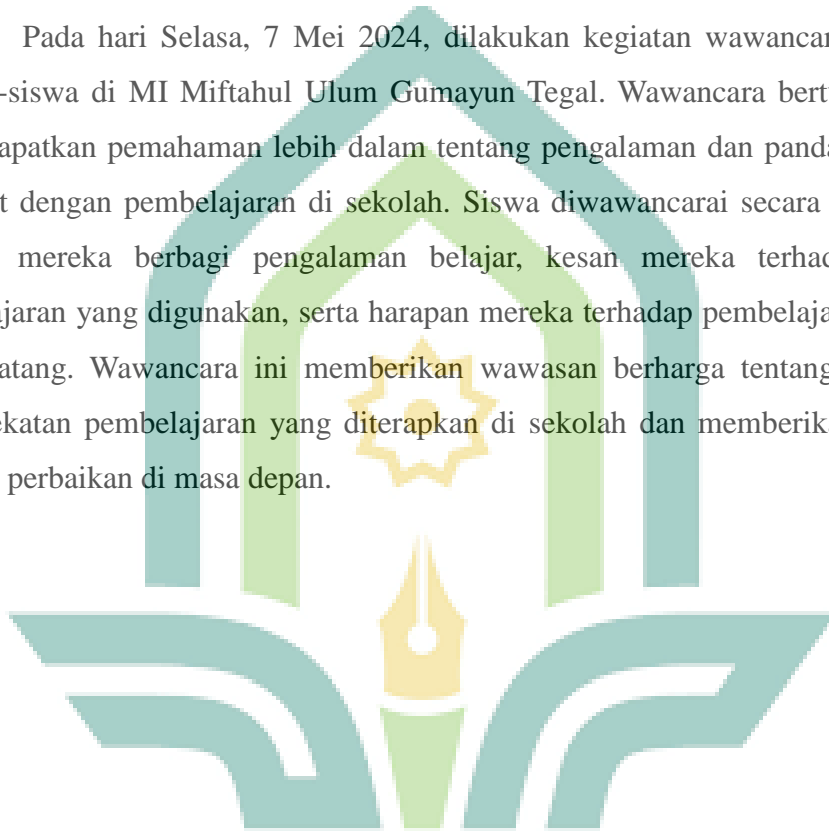 Pada hari Selasa, 7 Mei 2024, dilakukan kegiatan wawancar
-siswa di MI Miftahul Ulum Gumayun Tegal. Wawancara bertu
apatkan pemahaman lebih dalam tentang pengalaman dan panda
t dengan pembelajaran di sekolah. Siswa diwawancarai secara
mereka berbagi pengalaman belajar, kesan mereka terhad
ajaran yang digunakan, serta harapan mereka terhadap pembelaja
atang. Wawancara ini memberikan wawasan berharga tentang
ekatan pembelajaran yang diterapkan di sekolah dan memberika
perbaikan di masa depan.